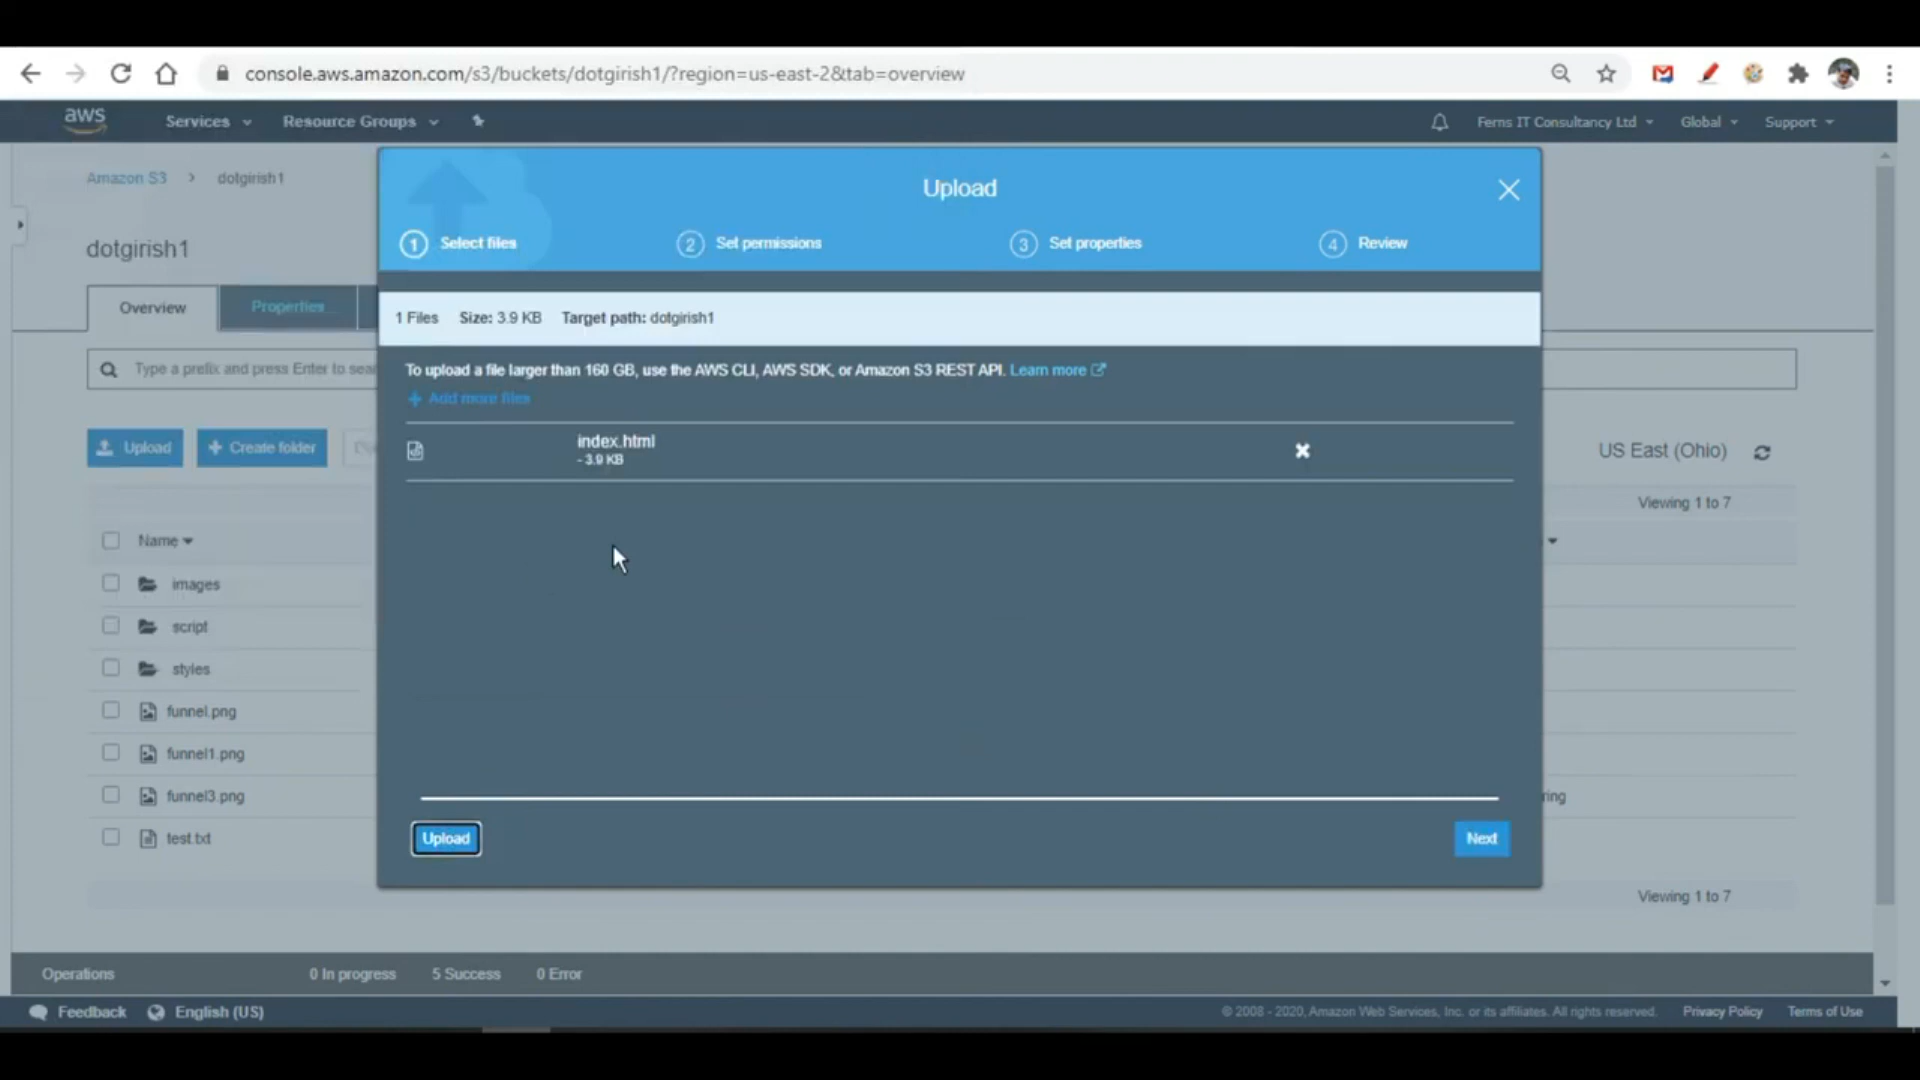 console.aws.amazon.com/s3/buckets/dotgirish1/?region=us-east-2&tab=overview
aws
Services
Resource Groups
Ferns IT Consultancy Ltd
Global
Support
Amazon S3 > dotgirish1
Upload
1 Select files
2 Set permissions
3 Set properties
4 Review
dotgirish1
Overview
Properties
1 Files Size: 3.9 KB Target path: dotgirish1
Type a prefix and press Enter to sea
To upload a file larger than 160 GB, use the AWS CLI, AWS SDK, or Amazon S3 REST API. Learn more
+ Add more files
index.html
- 3.9 KB
Upload
+ Create folder
US East (Ohio)
Viewing 1 to 7
Name
images
script
styles
funnel.png
funnel1.png
funnel3.png
ring
test.txt
Upload
Next
Viewing 1 to 7
Operations
0 In progress
5 Success
0 Error
Feedback
English (US)
© 2008 - 2020, Amazon Web Services, Inc. or its affiliates. All rights reserved.
Privacy Policy
Terms of Use